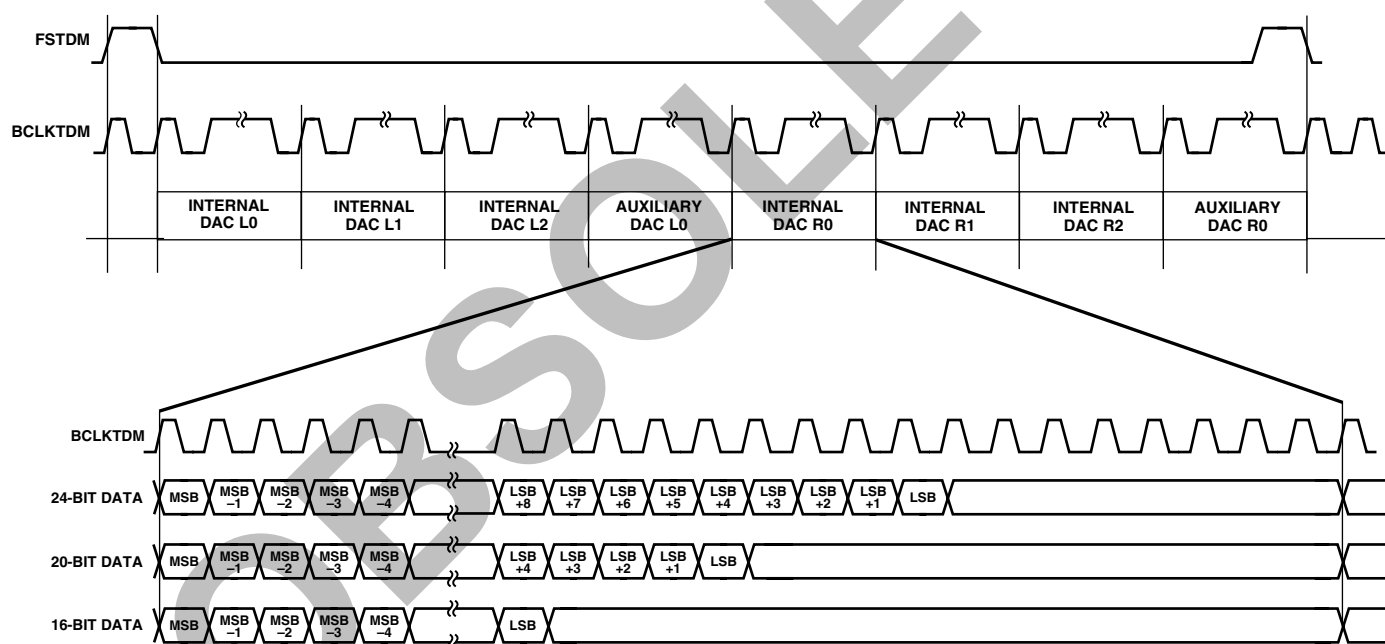 FSTDM
BCLKTDM
INTERNAL DAC L0
INTERNAL DAC L1
INTERNAL DAC L2
AUXILIARY DAC L0
INTERNAL DAC R0
INTERNAL DAC R1
INTERNAL DAC R2
AUXILIARY DAC R0
BCLKTDM
24-BIT DATA MSB MSB –1 MSB –2 MSB –3 MSB –4 LSB +8 LSB +7 LSB +6 LSB +5 LSB +4 LSB +3 LSB +2 LSB +1 LSB
20-BIT DATA MSB MSB –1 MSB –2 MSB –3 MSB –4 LSB +4 LSB +3 LSB +2 LSB +1 LSB
16-BIT DATA MSB MSB –1 MSB –2 MSB –3 MSB –4 LSB
OBSOLE